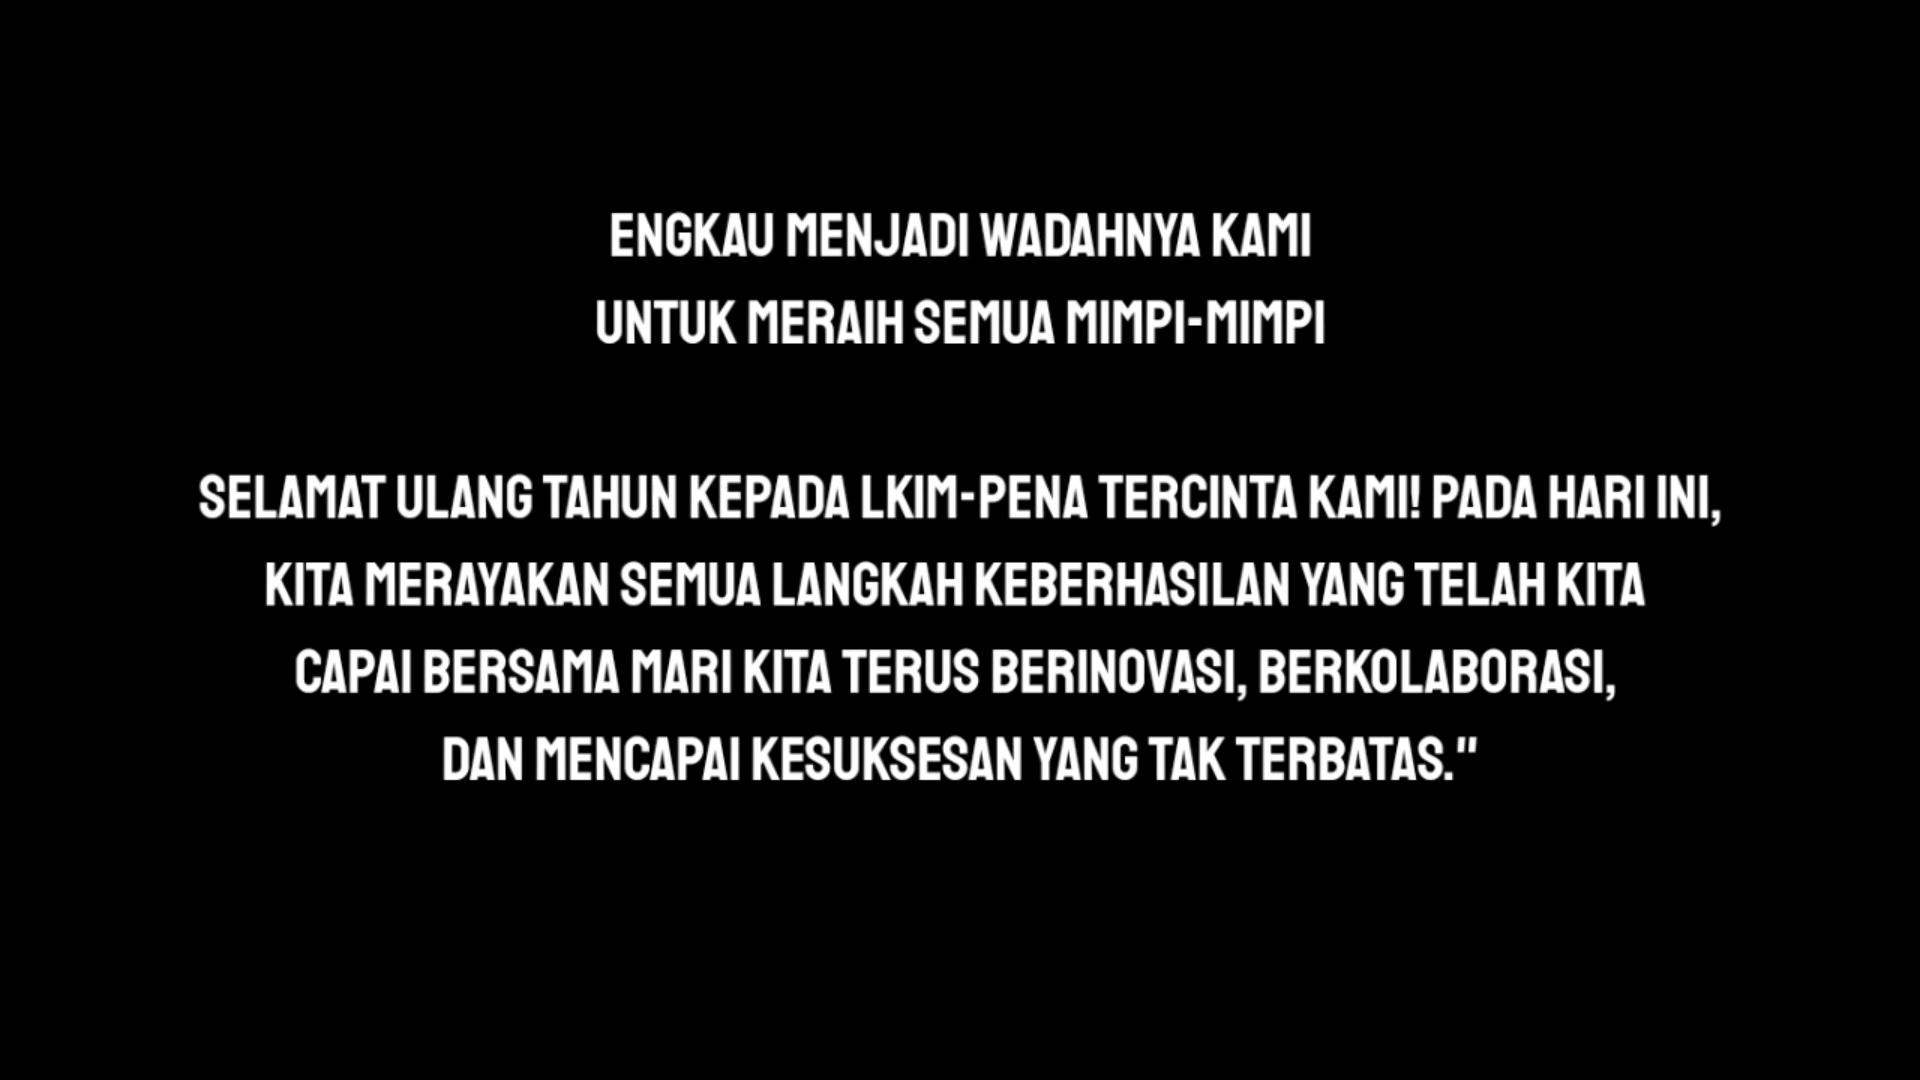 ENGKAU MENJADI WADAHNYA KAMI
UNTUK MERAIH SEMUA MIMPI-MIMPI
SELAMAT ULANG TAHUN KEPADA LKIM-PENA TERCINTA KAMI! PADA HARI INI,
KITA MERAYAKAN SEMUA LANGKAH KEBERHASILAN YANG TELAH KITA
CAPAI BERSAMA MARI KITA TERUS BERINOVASI, BERKOLABORASI,
DAN MENCAPAI KESUKSESAN YANG TAK TERBATAS."